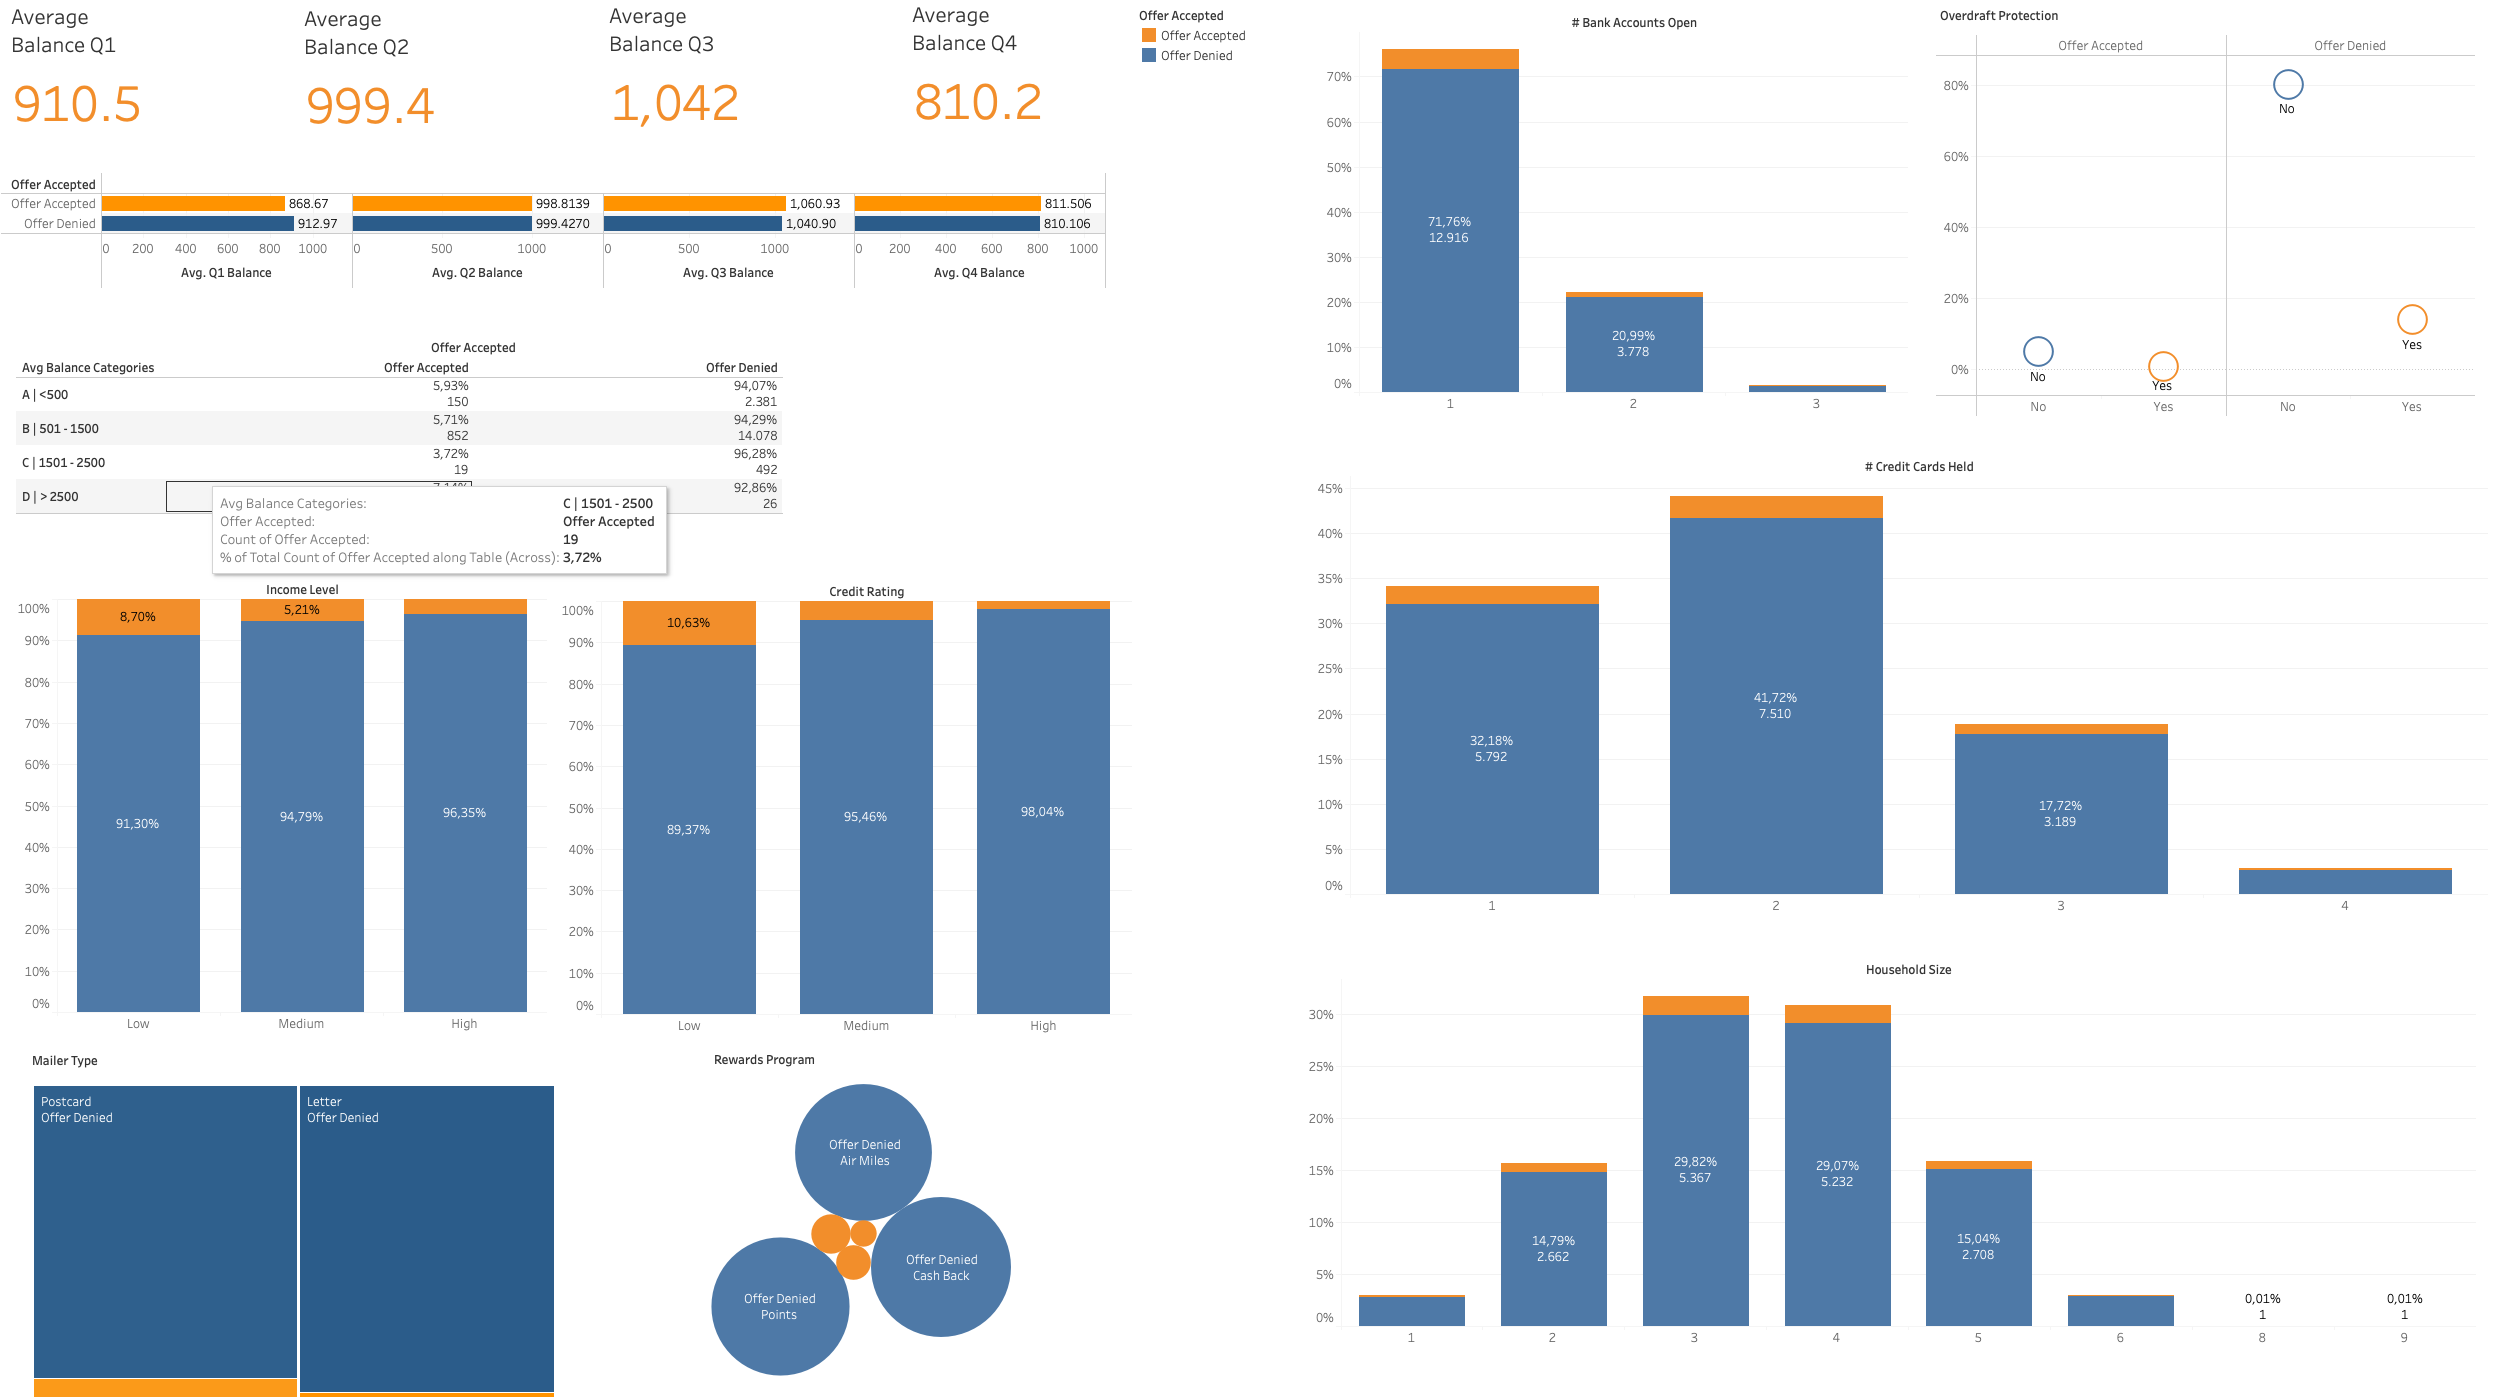 Average
Balance Q1
910.5
Average
Balance Q2
999.4
Average
Balance Q3
1,042
Average
Balance Q4
810.2
Offer Accepted
Offer Accepted
Offer Denied
Offer Accepted
Offer Accepted 868.67 998.8139 1,060.93 811.506
Offer Denied 912.97 999.4270 1,040.90 810.106
0 200 400 600 800 1000 0 500 1000 0 500 1000 0 200 400 600 800 1000
Avg. Q1 Balance Avg. Q2 Balance Avg. Q3 Balance Avg. Q4 Balance
Offer Accepted
Avg Balance Categories Offer Accepted Offer Denied
A | <500 5,93% 94,07%
150 2.381
B | 501 - 1500 5,71% 94,29%
852 14.078
C | 1501 - 2500 3,72% 96,28%
19 492
D | > 2500 92,86%
26
Avg Balance Categories: C | 1501 - 2500
Offer Accepted: Offer Accepted
Count of Offer Accepted: 19
% of Total Count of Offer Accepted along Table (Across): 3,72%
Income Level
100%
90%
80%
70%
60%
50%
40%
30%
20%
10%
0%
8,70% 5,21%
91,30% 94,79% 96,35%
Low Medium High
Credit Rating
100%
90%
80%
70%
60%
50%
40%
30%
20%
10%
0%
10,63%
89,37% 95,46% 98,04%
Low Medium High
Mailer Type
Postcard
Offer Denied
Letter
Offer Denied
Rewards Program
Offer Denied
Air Miles
Offer Denied
Cash Back
Offer Denied
Points
# Bank Accounts Open
70%
60%
50%
40%
30%
20%
10%
0%
71,76%
12.916
20,99%
3.778
1 2 3
Overdraft Protection
Offer Accepted Offer Denied
80%
60%
40%
20%
0%
No
Yes
No
Yes
No Yes No Yes
# Credit Cards Held
45%
40%
35%
30%
25%
20%
15%
10%
5%
0%
32,18%
5.792
41,72%
7.510
17,72%
3.189
1 2 3 4
Household Size
30%
25%
20%
15%
10%
5%
0%
14,79%
2.662
29,82%
5.367
29,07%
5.232
15,04%
2.708
0,01%
1
0,01%
1
1 2 3 4 5 6 8 9